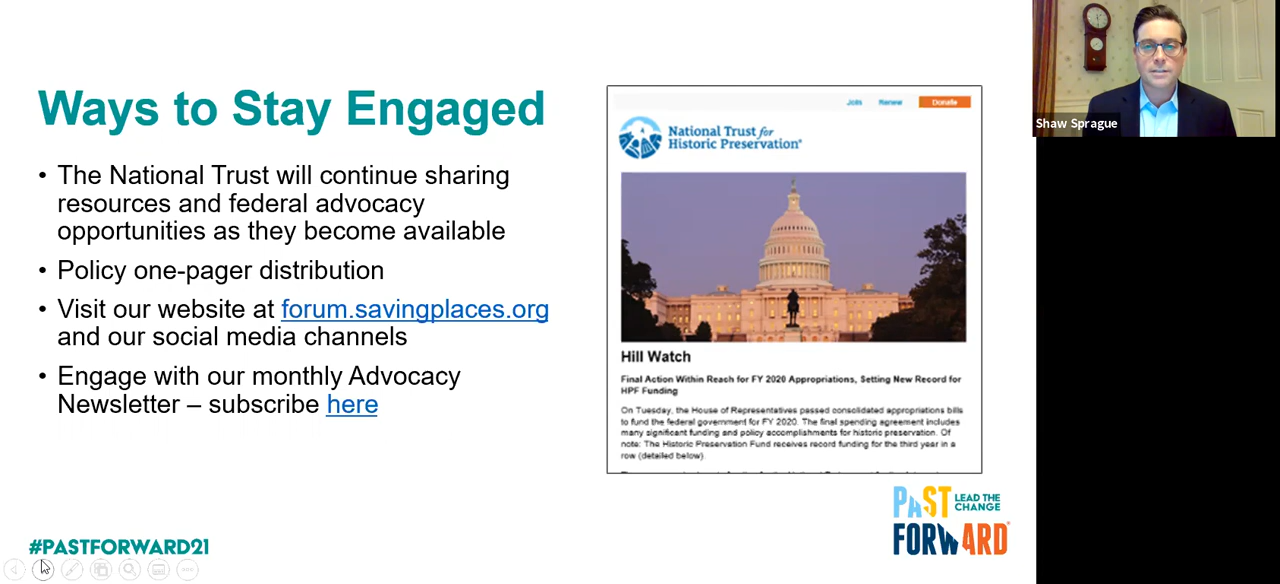 Ways to Stay Engaged
• The National Trust will continue sharing
resources and federal advocacy
opportunities as they become available
• Policy one-pager distribution
• Visit our website at forum.savingplaces.org
and our social media channels
• Engage with our monthly Advocacy
Newsletter – subscribe here
Join Renew Donate
National Trust for
Historic Preservation®
Hill Watch
Final Action Within Reach for FY 2020 Appropriations, Setting New Record for
HPF Funding
On Tuesday, the House of Representatives passed consolidated appropriations bills
to fund the federal government for FY 2020. The final spending agreement includes
many significant funding and policy accomplishments for historic preservation. Of
note: The Historic Preservation Fund receives record funding for the third year in a
row (detailed below).
PAST LEAD THE
CHANGE
FORWARD®
#PASTFORWARD21
Shaw Sprague